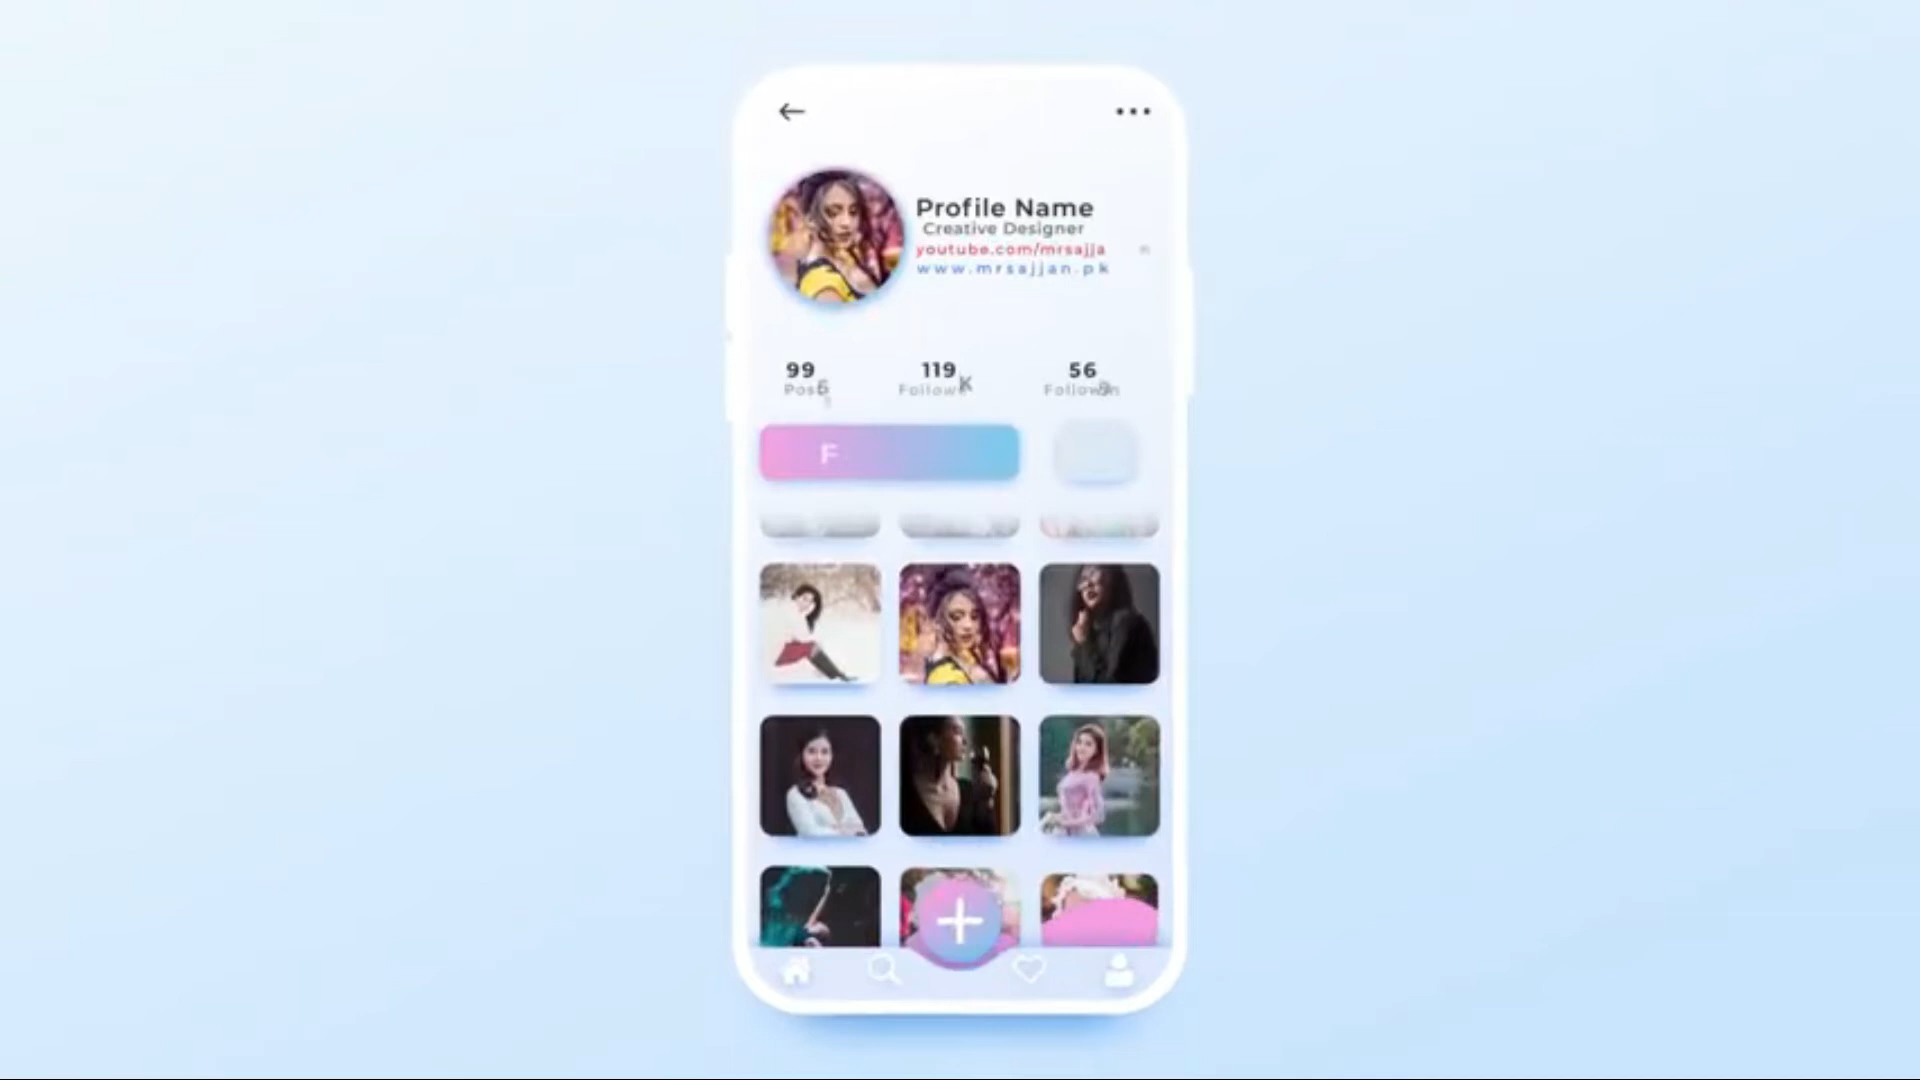 Profile Name
Creative Designer
youtube.com/mrsajja
www.mrsajjan.pk
99 119 56
K
F